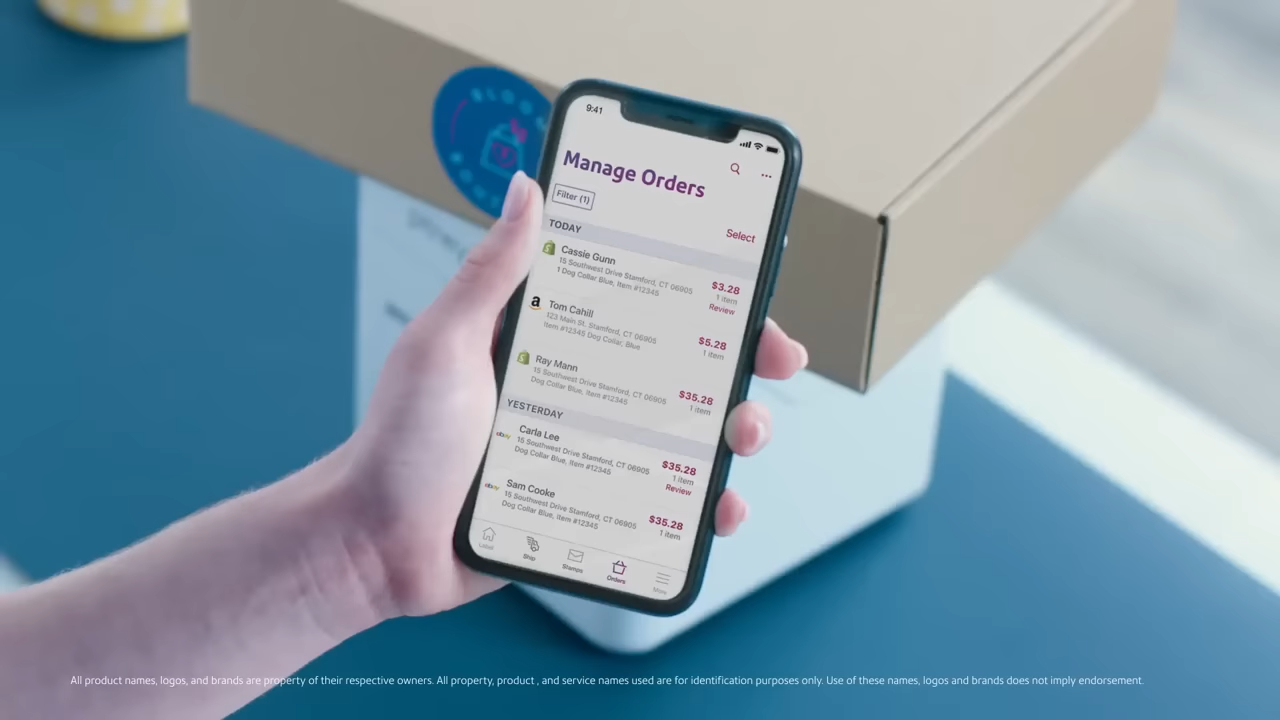 BLOOM
9:41
Manage Orders
Filter (1)
Select
TODAY
Cassie Gunn
15 Southwest Drive Stamford, CT 06905
1 Dog Collar Blue, Item #12345
$3.28
1 item
Review
a
Tom Cahill
123 Main St. Stamford, CT 06905
Item #12345 Dog Collar, Blue
$5.28
1 item
Ray Mann
15 Southwest Drive Stamford, CT 06905
Dog Collar Blue, Item #12345
$35.28
1 item
YESTERDAY
ebay
Carla Lee
15 Southwest Drive Stamford, CT 06905
Dog Collar Blue, Item #12345
$35.28
1 item
Review
ebay
Sam Cooke
15 Southwest Drive Stamford, CT 06905
Dog Collar Blue, Item #12345
$35.28
1 item
Label
Ship
Stamps
Orders
More
All product names, logos, and brands are property of their respective owners. All property, product , and service names used are for identification purposes only. Use of these names, logos and brands does not imply endorsement.